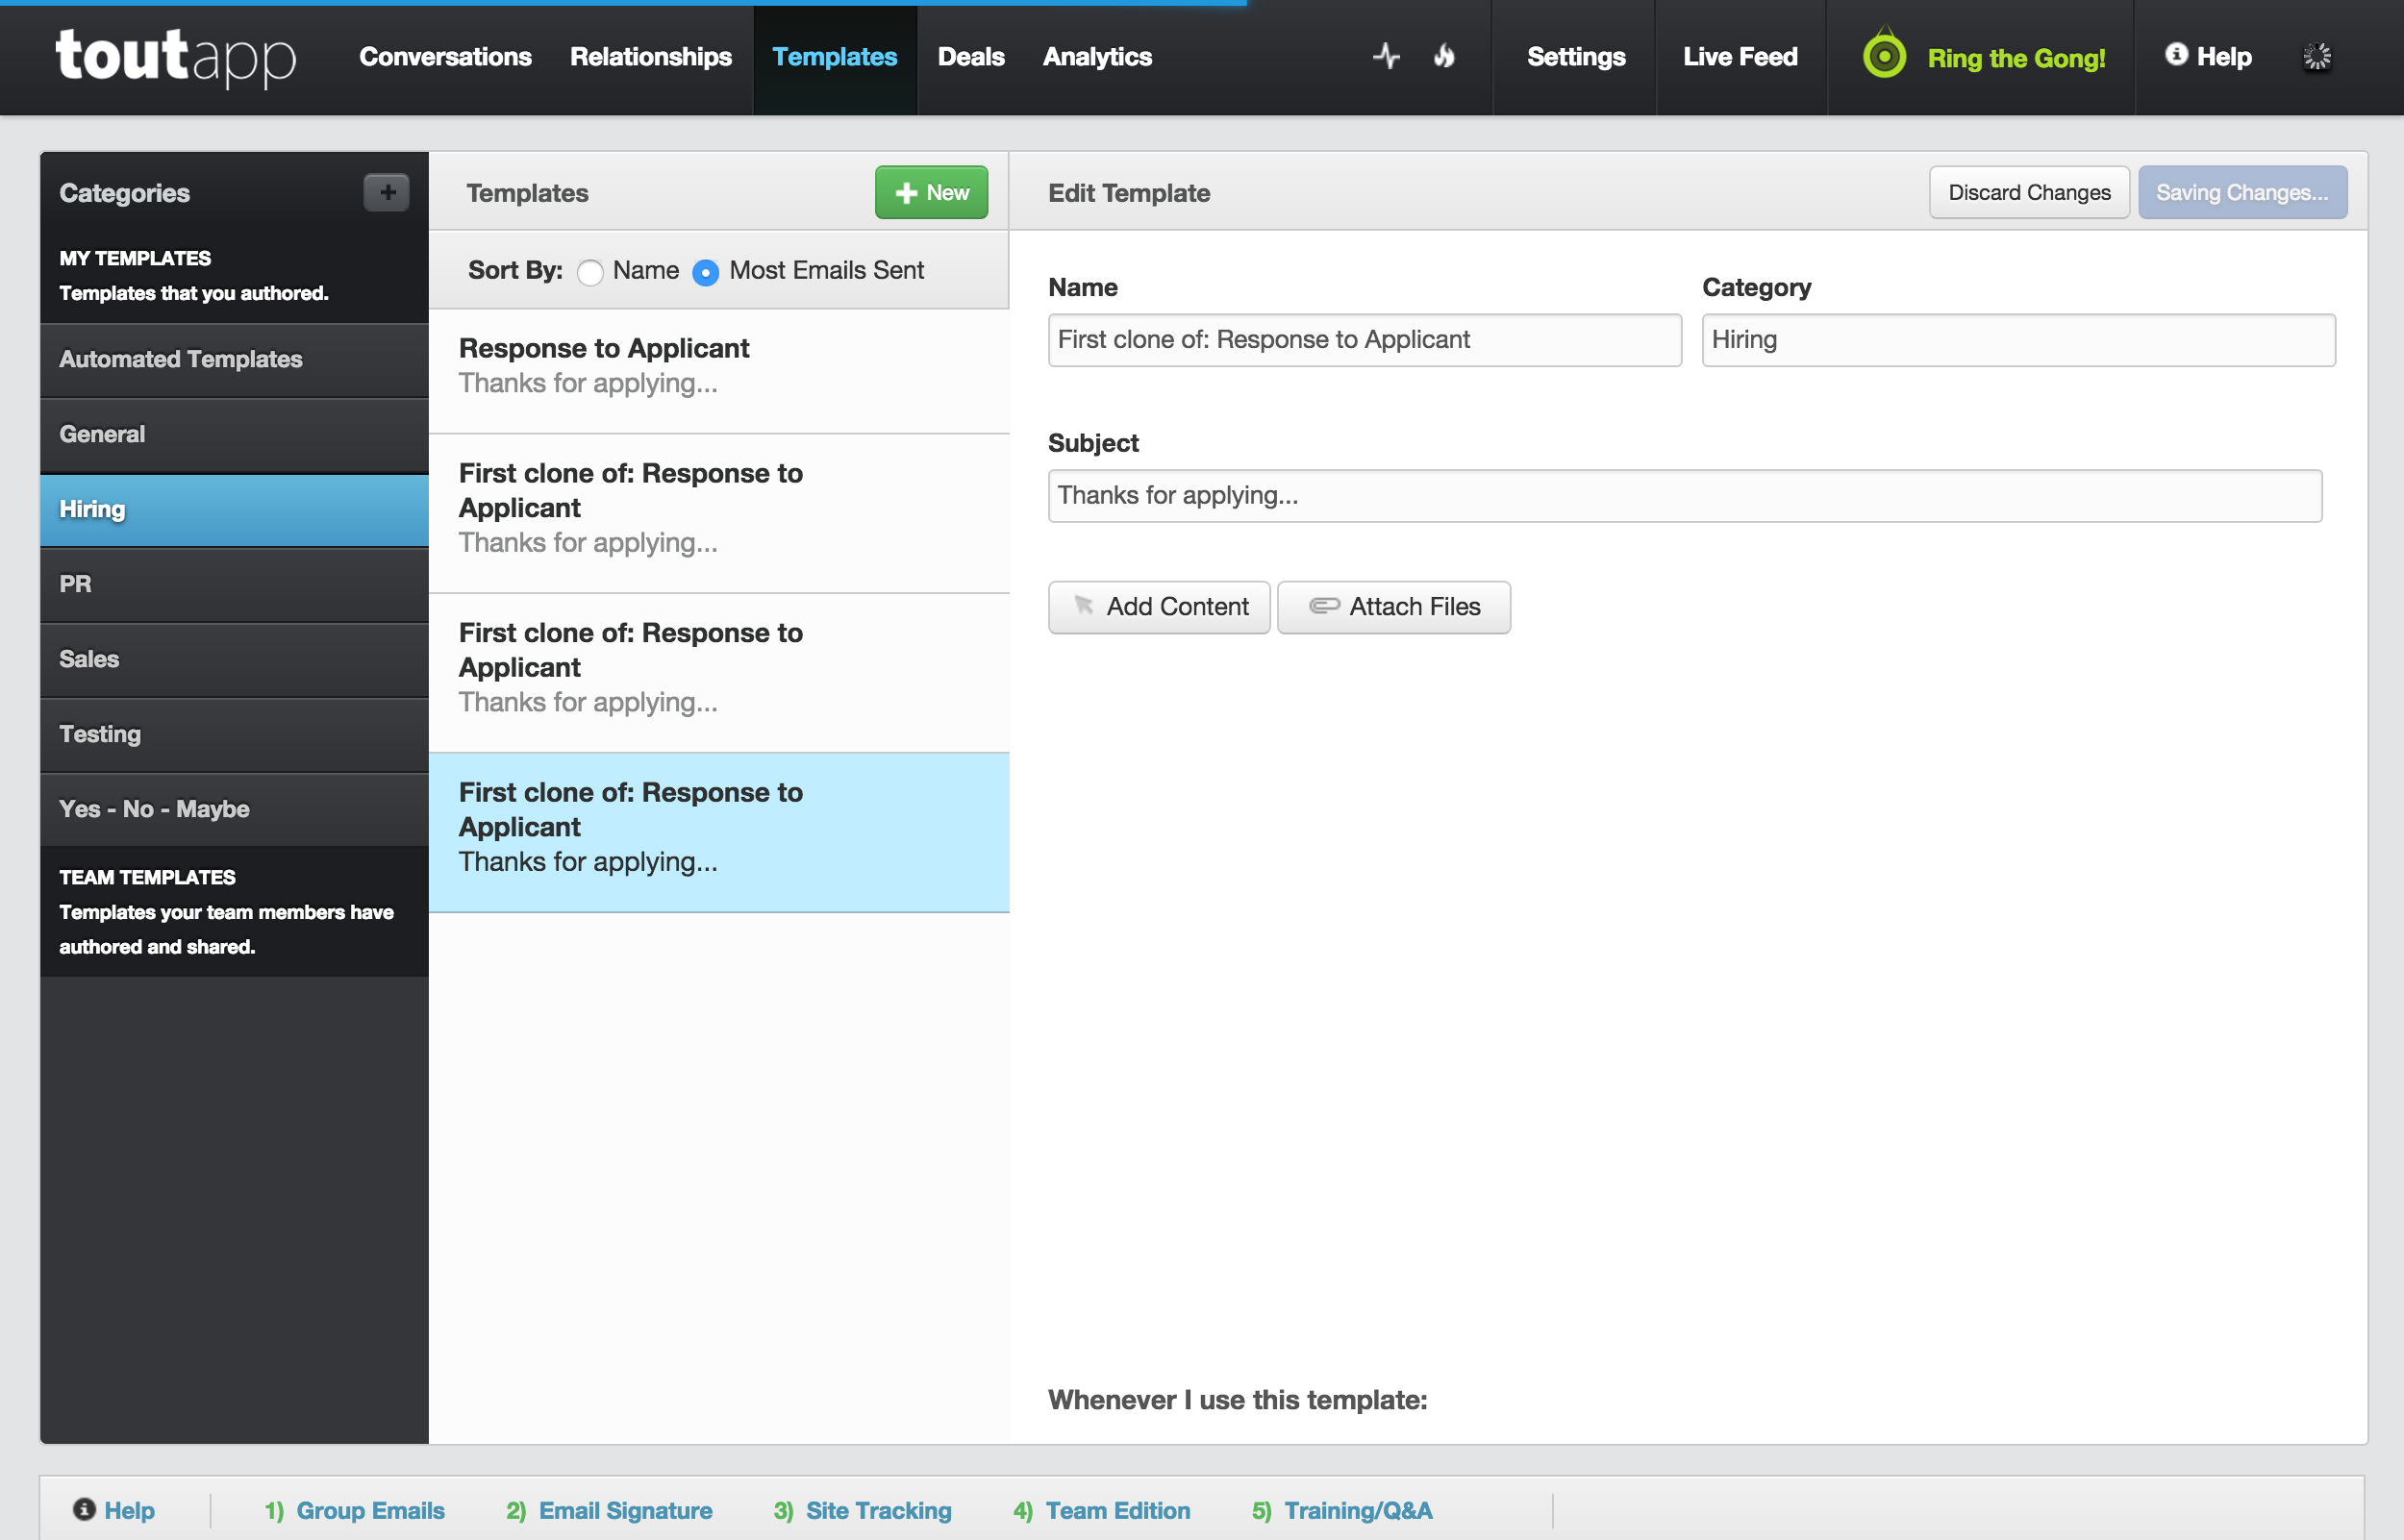 toutapp
Conversations Relationships Templates Deals Analytics Settings Live Feed Ring the Gong! Help
Categories
MY TEMPLATES
Templates that you authored.
Automated Templates
General
Hiring
PR
Sales
Testing
Yes - No - Maybe
TEAM TEMPLATES
Templates your team members have
authored and shared.
Templates New
Sort By: Name Most Emails Sent
Response to Applicant
Thanks for applying...
First clone of: Response to
Applicant
Thanks for applying...
First clone of: Response to
Applicant
Thanks for applying...
First clone of: Response to
Applicant
Thanks for applying...
Edit Template Discard Changes Saving Changes...
Name Category
First clone of: Response to Applicant Hiring
Subject
Thanks for applying...
Add Content Attach Files
Whenever I use this template:
Help 1) Group Emails 2) Email Signature 3) Site Tracking 4) Team Edition 5) Training/Q&A